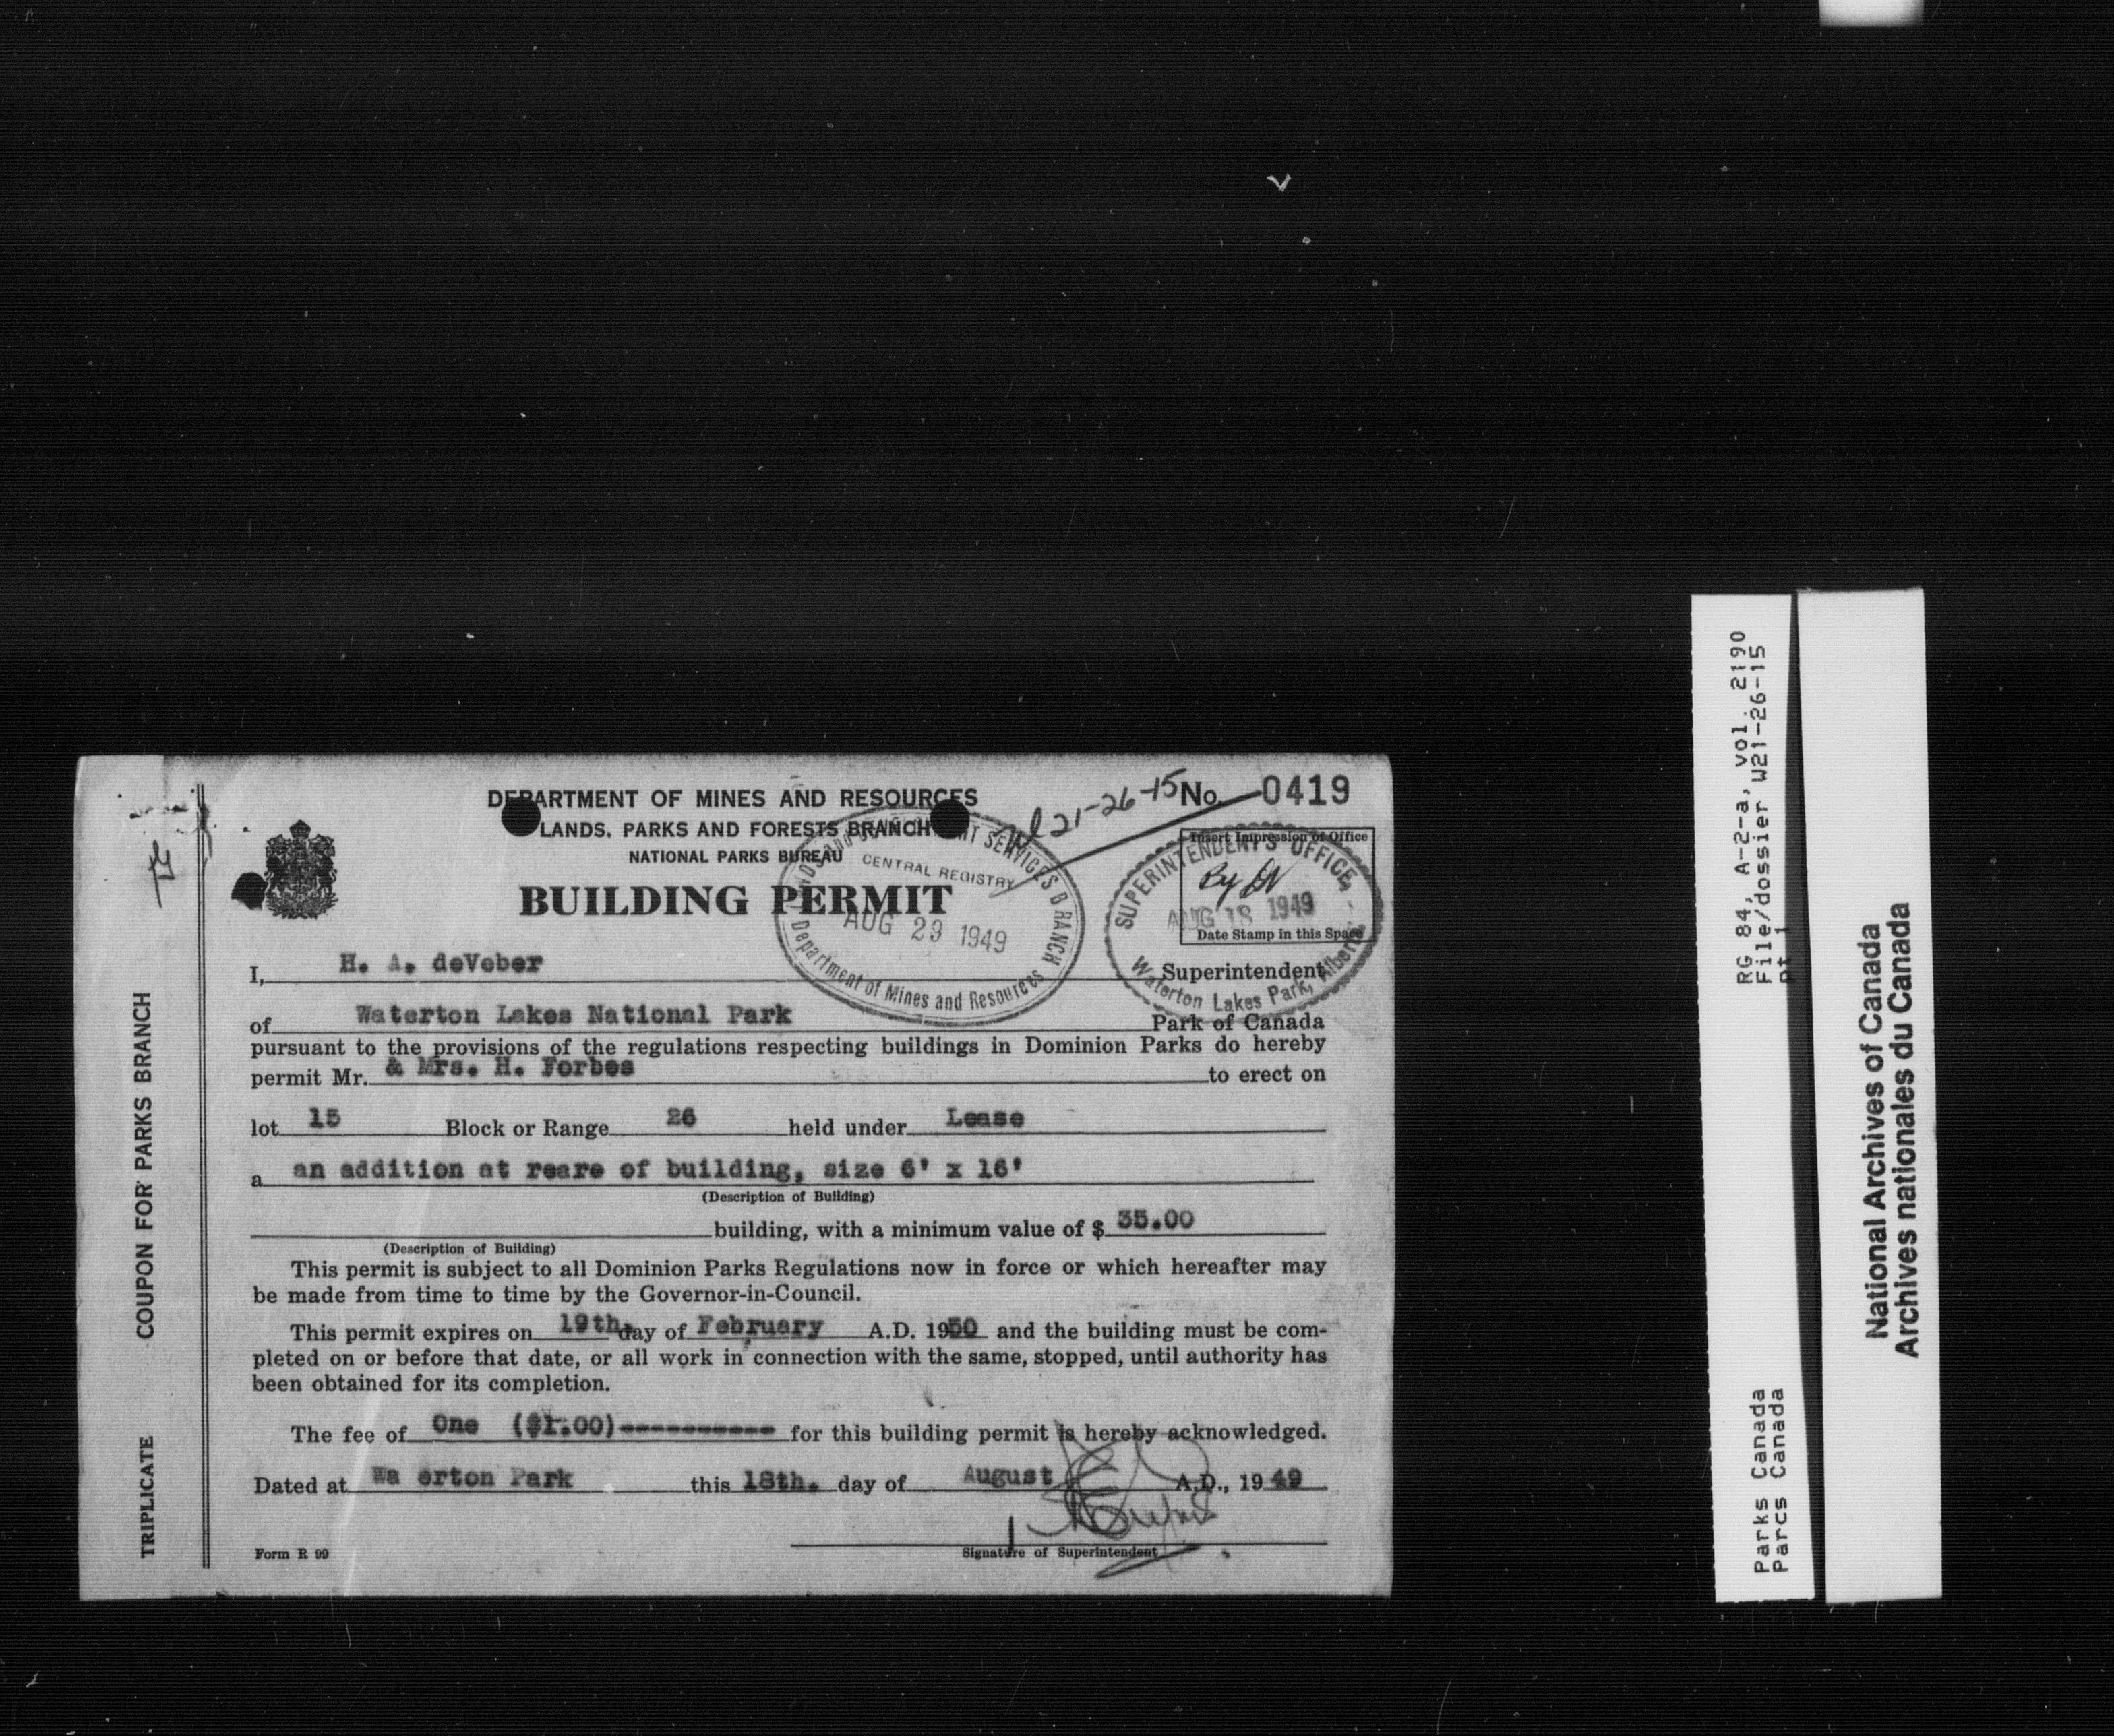 DEPARTMENT OF MINES AND RESOURCES
LANDS, PARKS AND FORESTS BRANCH
NATIONAL PARKS BUREAU
BUILDING PERMIT
Wl 21-26-15
No. 0419
SERVICES BRANCH
CENTRAL REGISTRY
AUG 29 1949
Department of Mines and Resources
Insert Impression of Office
SUPERINTENDENT'S OFFICE,
By
AUG 18 1949
Date Stamp in this Space
Waterton Lakes Park, Alberta
I, H. A. deVeber Superintendent
of Waterton Lakes National Park Park of Canada
pursuant to the provisions of the regulations respecting buildings in Dominion Parks do hereby
permit Mr. & Mrs. H. Forbes to erect on
lot 15 Block or Range 26 held under Lease
a an addition at reare of building, size 6' x 16'
(Description of Building)
building, with a minimum value of $ 35.00
(Description of Building)
This permit is subject to all Dominion Parks Regulations now in force or which hereafter may
be made from time to time by the Governor-in-Council.
This permit expires on 19th. day of February A.D. 1950 and the building must be com-
pleted on or before that date, or all work in connection with the same, stopped, until authority has
been obtained for its completion.
The fee of One ($1.00)----------- for this building permit is hereby acknowledged.
Dated at Wa erton Park this 18th. day of August A.D., 19 49
Signature of Superintendent
Form R 99
TRIPLICATE COUPON FOR PARKS BRANCH
RG 84, A-2-a, vol. 2190
File/dossier W21-26-15
pt 1
Parks Canada
Parcs Canada
National Archives of Canada
Archives nationales du Canada